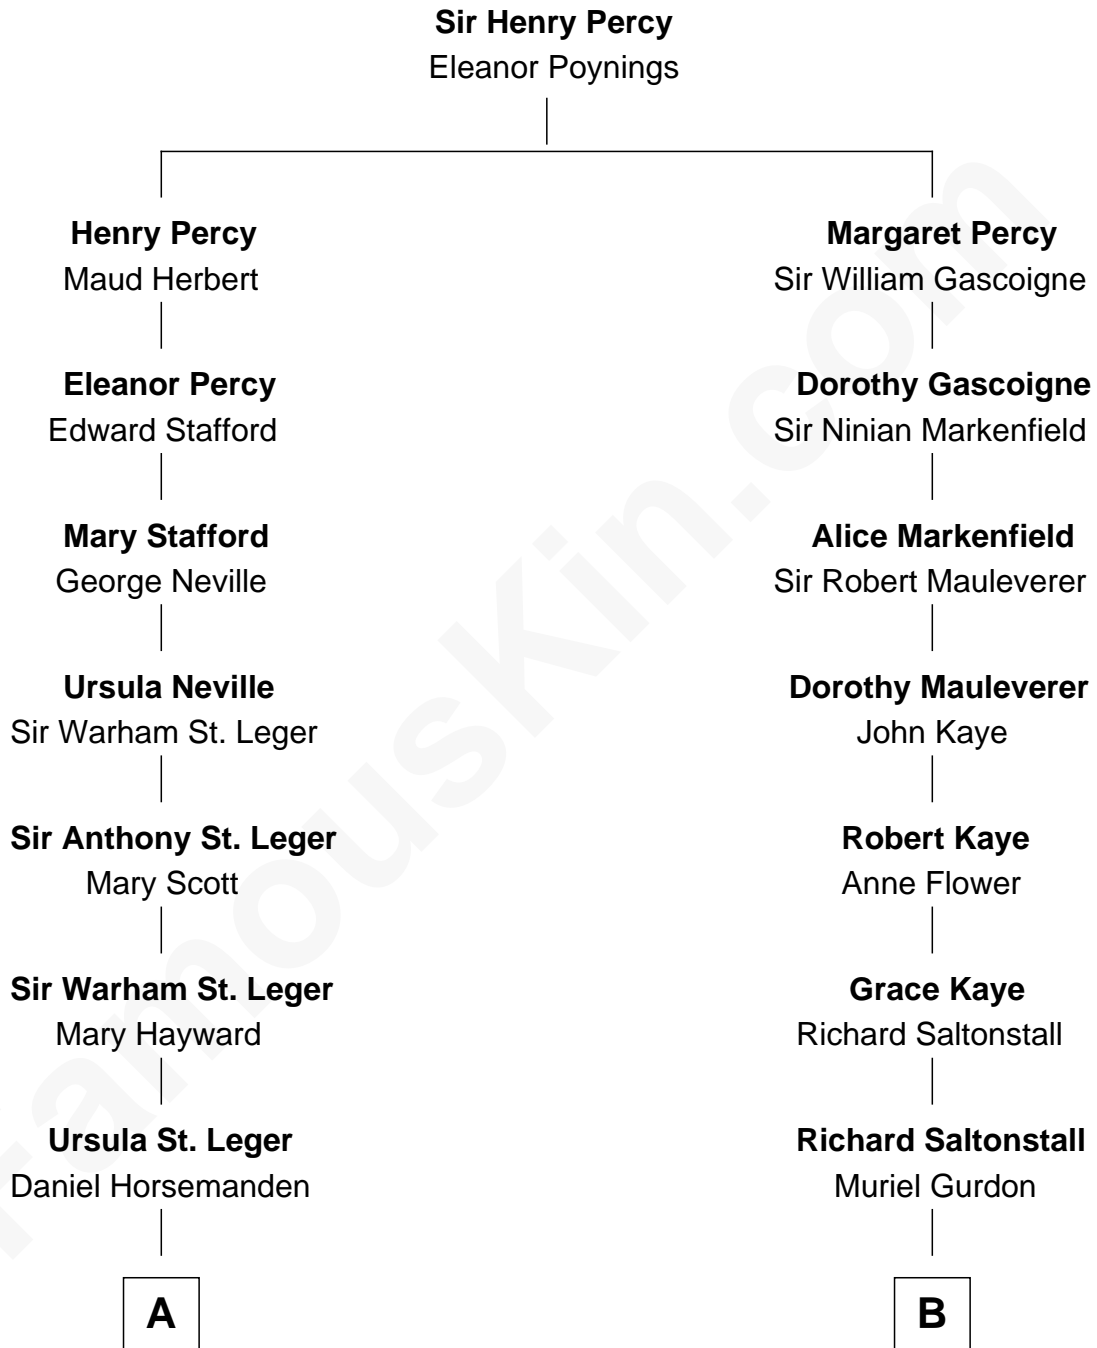 Sir Henry Percy
Eleanor Poynings
Henry Percy
Maud Herbert
Margaret Percy
Sir William Gascoigne
Eleanor Percy
Edward Stafford
Dorothy Gascoigne
Sir Ninian Markenfield
Mary Stafford
George Neville
Alice Markenfield
Sir Robert Mauleverer
Ursula Neville
Sir Warham St. Leger
Dorothy Mauleverer
John Kaye
Sir Anthony St. Leger
Mary Scott
Robert Kaye
Anne Flower
Sir Warham St. Leger
Mary Hayward
Grace Kaye
Richard Saltonstall
Ursula St. Leger
Daniel Horsemanden
Richard Saltonstall
Muriel Gurdon
A
B
FamousKin.com